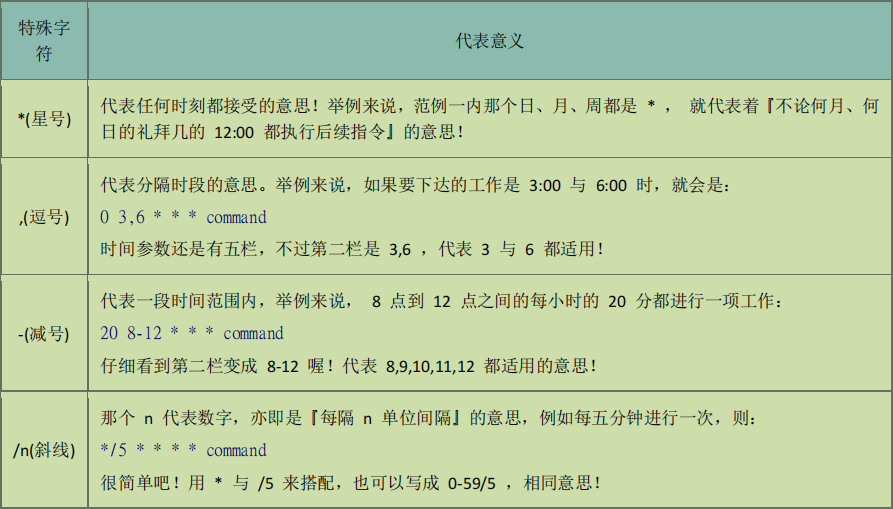 特殊字
符
代表意义
*(星号)
代表任何时刻都接受的意思！举例来说，范例一内那个日、月、周都是 * ， 就代表着『不论何月、何
日的礼拜几的 12:00 都执行后续指令』的意思！
,(逗号)
代表分隔时段的意思。举例来说，如果要下达的工作是 3:00 与 6:00 时，就会是：
0 3,6 * * * command
时间参数还是有五栏，不过第二栏是 3,6 ，代表 3 与 6 都适用！
-(减号)
代表一段时间范围内，举例来说， 8 点到 12 点之间的每小时的 20 分都进行一项工作：
20 8-12 * * * command
仔细看到第二栏变成 8-12 喔！代表 8,9,10,11,12 都适用的意思！
/n(斜线)
那个 n 代表数字，亦即是『每隔 n 单位间隔』的意思，例如每五分钟进行一次，则：
*/5 * * * * command
很简单吧！用 * 与 /5 来搭配，也可以写成 0-59/5 ，相同意思！